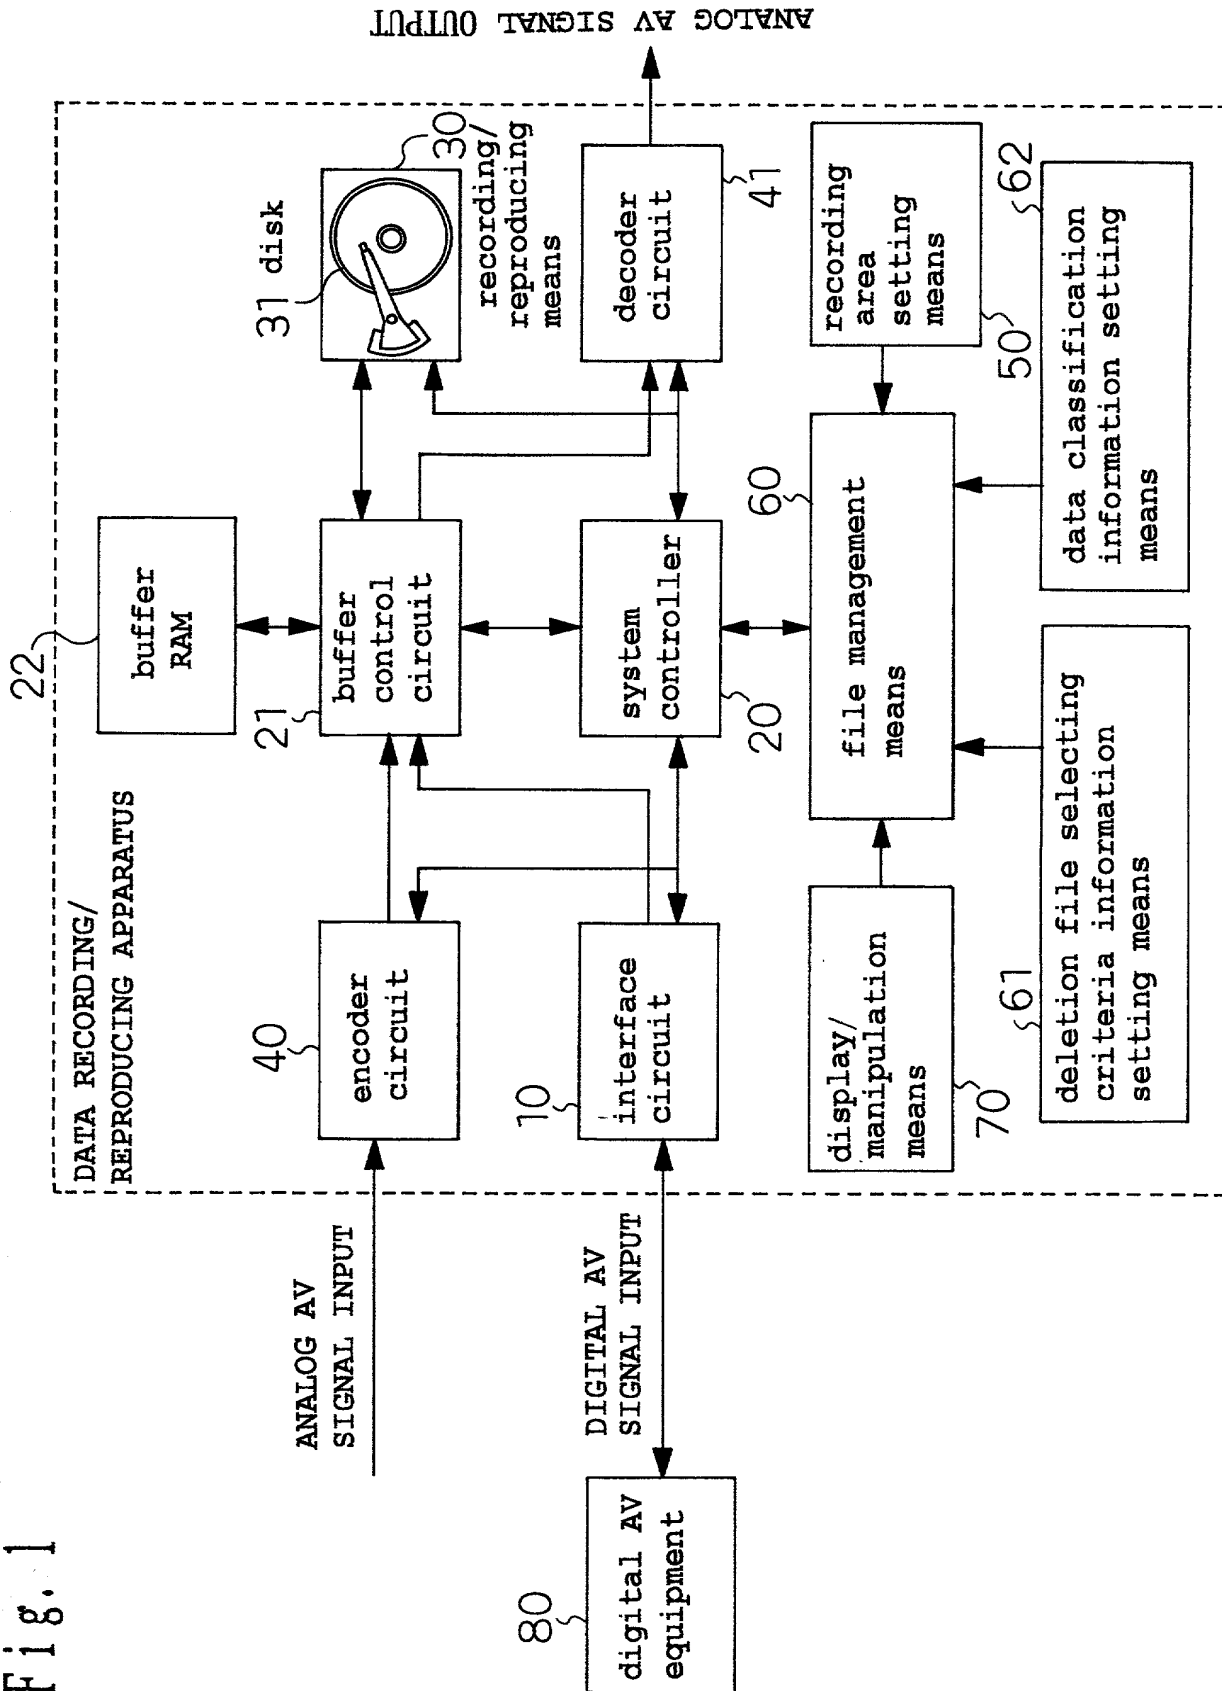 Fig. 1
DATA RECORDING/
REPRODUCING APPARATUS
22
buffer
RAM
ANALOG AV
SIGNAL INPUT
40
encoder
circuit
21
buffer
control
circuit
31 disk
30
recording/
reproducing
means
80
digital AV
equipment
DIGITAL AV
SIGNAL INPUT
10
interface
circuit
20
system
controller
decoder
circuit
41
ANALOG AV SIGNAL OUTPUT
display/
manipulation
means
70
60
file management
means
recording
area
setting
means
50
61
deletion file selecting
criteria information
setting means
62
data classification
information setting
means